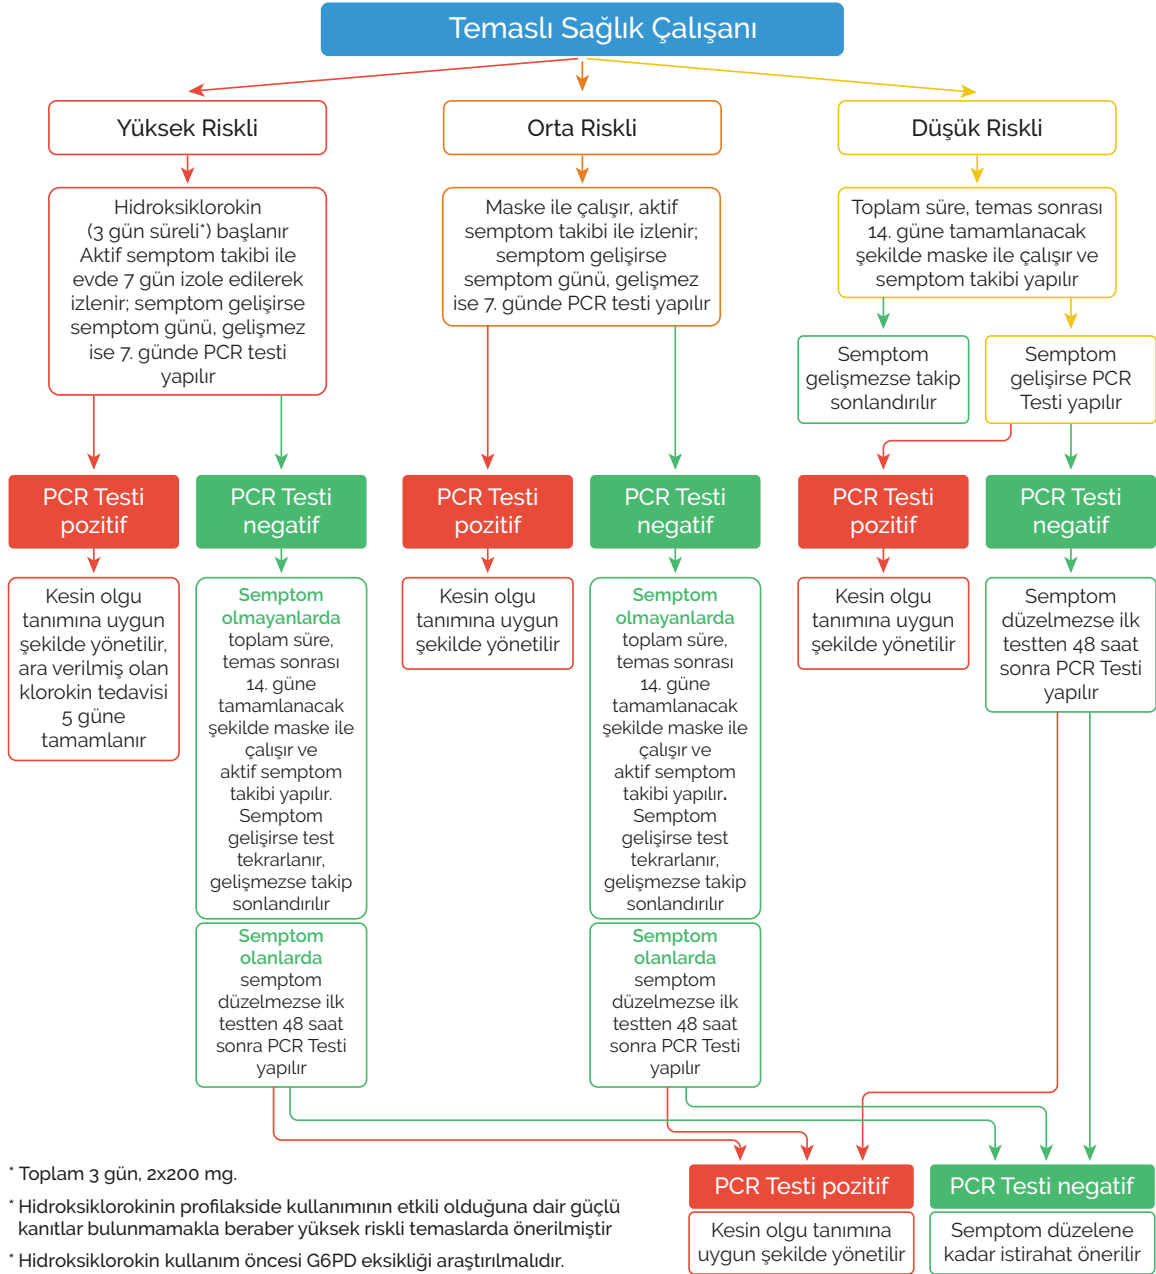 Temaslı Sağlık Çalışanı
Yüksek Riskli
Orta Riskli
Düşük Riskli
Hidroksiklorokin
(3 gün süreli*) başlanır
Aktif semptom takibi ile
evde 7 gün izole edilerek
izlenir; semptom gelişirse
semptom günü, gelişmez
ise 7. günde PCR testi
yapılır
Maske ile çalışır, aktif
semptom takibi ile izlenir;
semptom gelişirse
semptom günü, gelişmez
ise 7. günde PCR testi yapılır
Toplam süre, temas sonrası
14. güne tamamlanacak
şekilde maske ile çalışır ve
semptom takibi yapılır
Semptom
gelişmezse takip
sonlandırılır
Semptom
gelişirse PCR
Testi yapılır
PCR Testi
pozitif
PCR Testi
negatif
PCR Testi
pozitif
PCR Testi
negatif
PCR Testi
pozitif
PCR Testi
negatif
Kesin olgu
tanımına uygun
şekilde yönetilir,
ara verilmiş olan
klorokin tedavisi
5 güne
tamamlanır
Semptom
olmayanlarda
toplam süre,
temas sonrası
14. güne
tamamlanacak
şekilde maske ile
çalışır ve
aktif semptom
takibi yapılır.
Semptom
gelişirse test
tekrarlanır,
gelişmezse takip
sonlandırılır
Semptom
olanlarda
semptom
düzelmezse ilk
testten 48 saat
sonra PCR Testi
yapılır
Kesin olgu
tanımına uygun
şekilde yönetilir
Semptom
olmayanlarda
toplam süre,
temas sonrası
14. güne
tamamlanacak
şekilde maske ile
çalışır ve
aktif semptom
takibi yapılır.
Semptom
gelişirse test
tekrarlanır,
gelişmezse takip
sonlandırılır
Semptom
olanlarda
semptom
düzelmezse ilk
testten 48 saat
sonra PCR Testi
yapılır
Kesin olgu
tanımına uygun
şekilde yönetilir
Semptom
düzelmezse ilk
testten 48 saat
sonra PCR Testi
yapılır
PCR Testi pozitif
Kesin olgu tanımına
uygun şekilde yönetilir
PCR Testi negatif
Semptom düzelene
kadar istirahat önerilir
* Toplam 3 gün, 2x200 mg.
* Hidroksiklorokinin profilakside kullanımının etkili olduğuna dair güçlü
kanıtlar bulunmamakla beraber yüksek riskli temaslarda önerilmiştir
* Hidroksiklorokin kullanım öncesi G6PD eksikliği araştırılmalıdır.